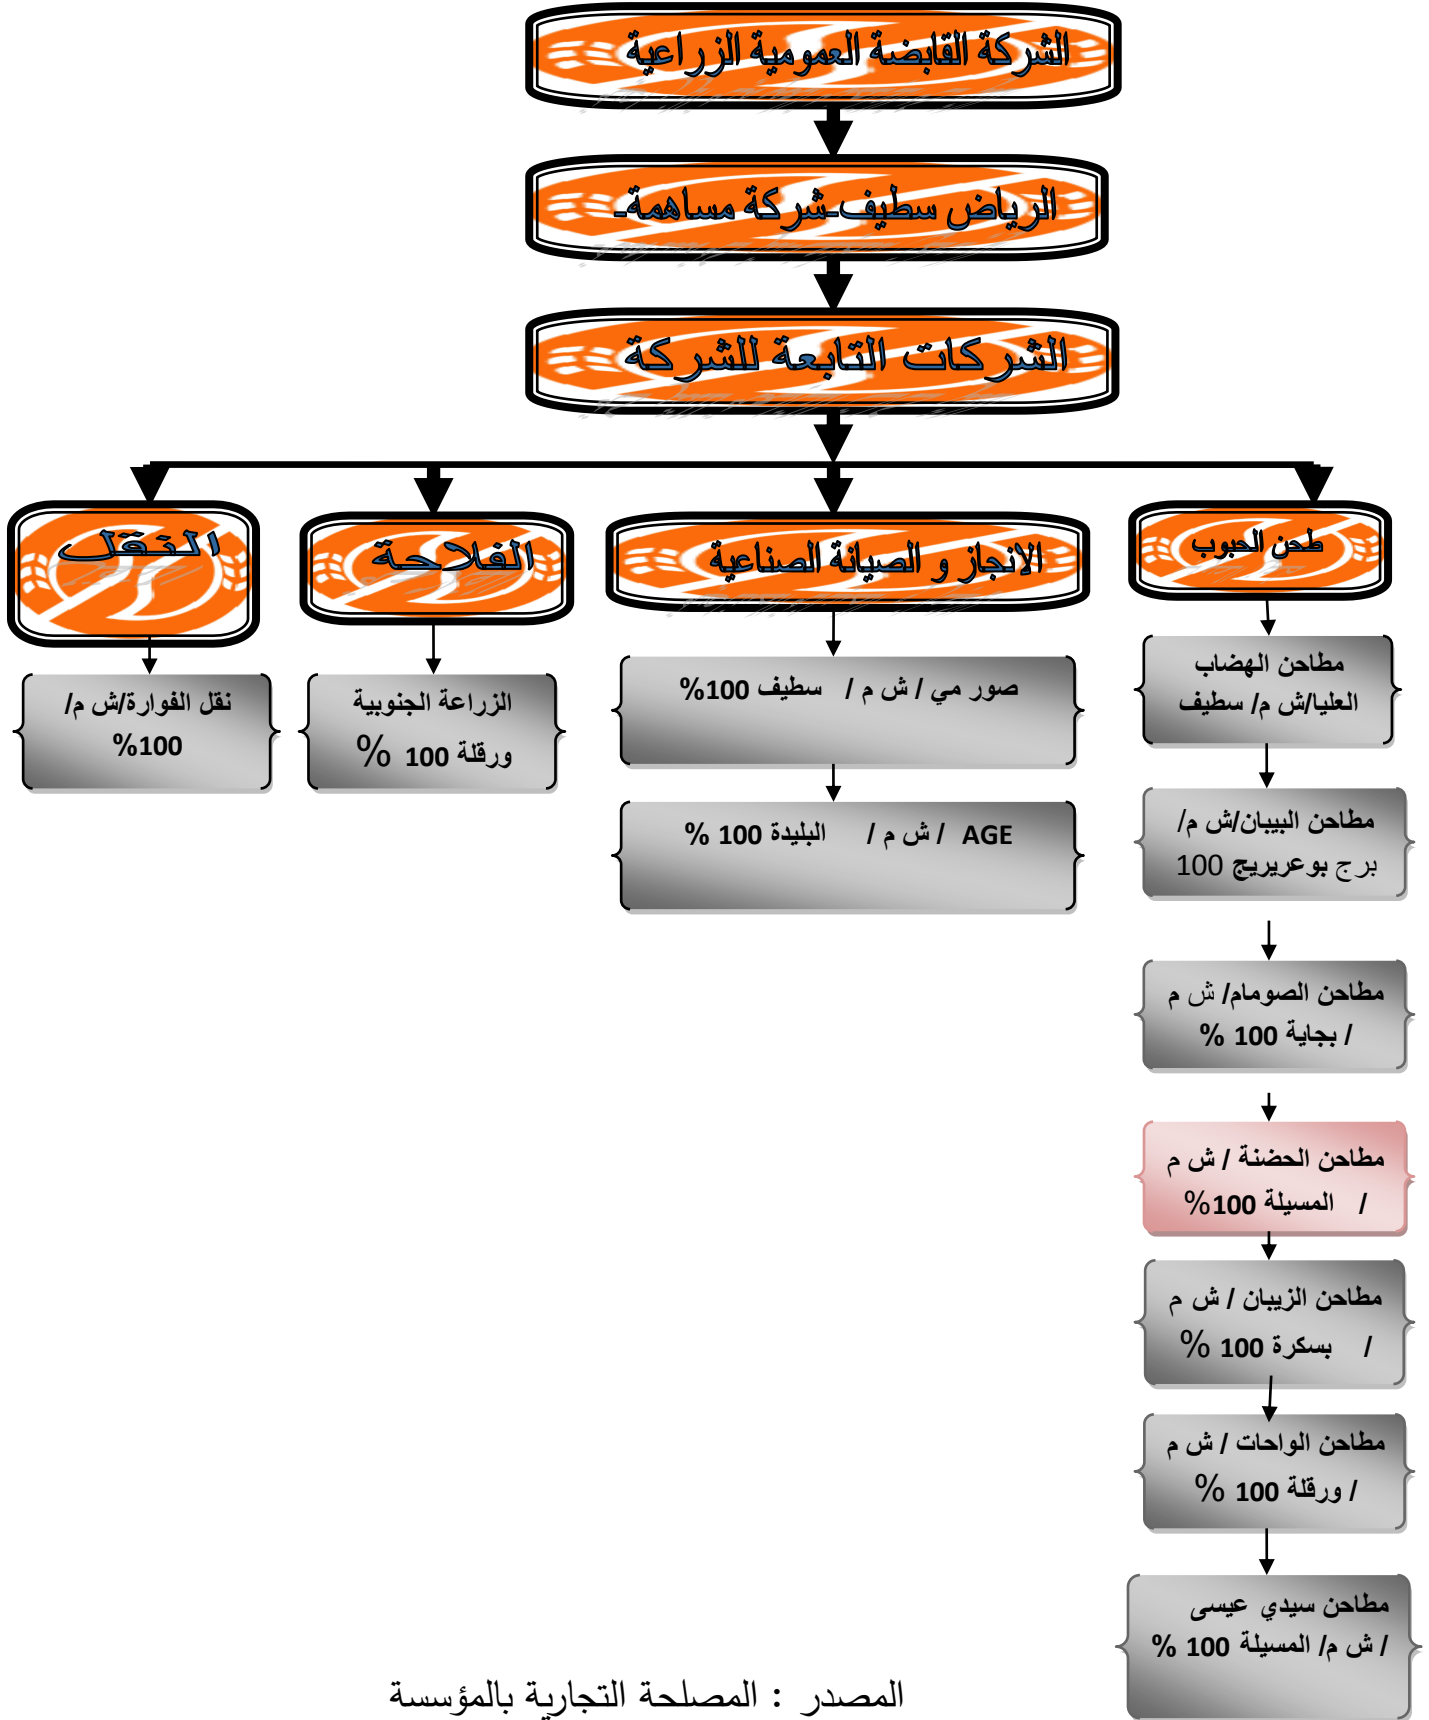 الشركة القابضة العمومية الزراعية
الرياض سطيف-شركة مساهمة-
الشركات التابعة للشركة
طحن الحبوب
الانجاز و الصيانة الصناعية
الفلاحة
النقل
مطاحن الهضاب
العليا/ش م/ سطيف
مطاحن البيبان/ش م/
برج بوعريريج 100
مطاحن الصومام/ ش م
/ بجاية 100 %
مطاحن الحضنة / ش م
/ المسيلة 100%
مطاحن الزيبان / ش م
/ بسكرة 100 %
مطاحن الواحات / ش م
/ ورقلة 100 %
مطاحن سيدي عيسى
/ ش م/ المسيلة 100 %
صور مي / ش م / سطيف 100%
AGE / ش م / البليدة 100 %
الزراعة الجنوبية
ورقلة 100 %
نقل الفوارة/ش م/
100%
المصدر : المصلحة التجارية بالمؤسسة